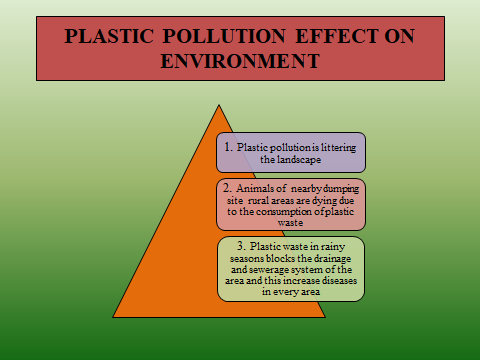 PLASTIC POLLUTION EFFECT ON
ENVIRONMENT
1. Plastic pollution is littering
the landscape
2. Animals of nearby dumping
site rural areas are dying due
to the consumption of plastic
waste
3. Plastic waste in rainy
seasons blocks the drainage
and sewerage system of the
area and this increase diseases
in every area